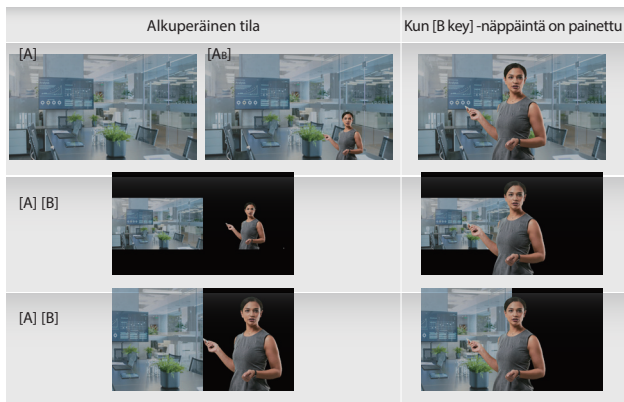 Alkuperäinen tila
Kun [B key] -näppäintä on painettu
[A]
[AB]
[A] [B]
[A] [B]